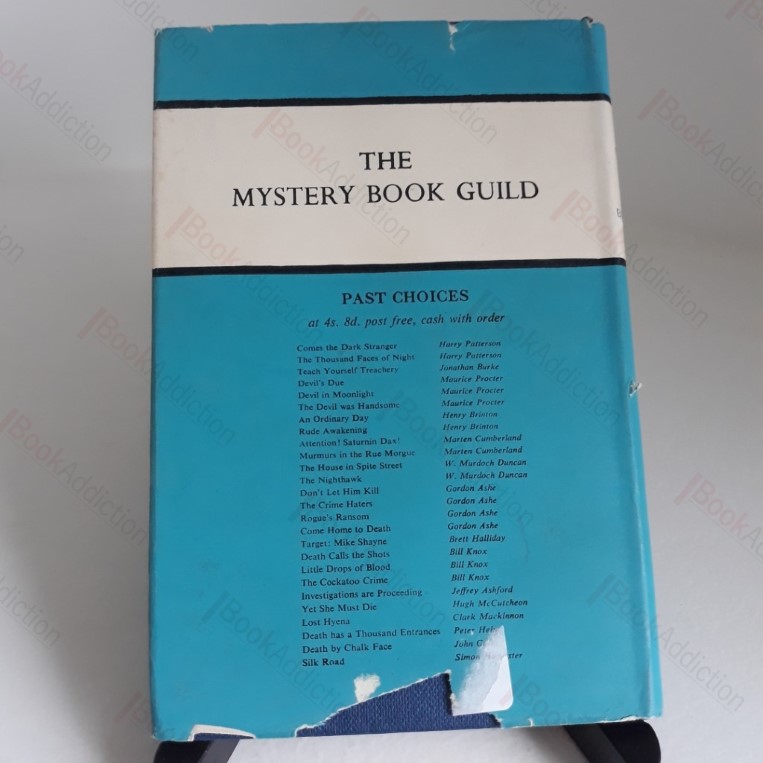 THE
MYSTERY BOOK GUILD
PAST CHOICES
at 4s. 8d. post free, cash with order
Comes the Dark Stranger Harry Patterson
The Thousand Faces of Night Harry Patterson
Teach Yourself Treachery Jonathan Burke
Devil's Due Maurice Procter
Devil in Moonlight Maurice Procter
The Devil was Handsome Maurice Procter
An Ordinary Day Henry Brinton
Rude Awakening Henry Brinton
Attention! Saturnin Dax! Marten Cumberland
Murmurs in the Rue Morgue Marten Cumberland
The House in Spite Street W. Murdoch Duncan
The Nighthawk W. Murdoch Duncan
Don't Let Him Kill Gordon Ashe
The Crime Haters Gordon Ashe
Rogue's Ransom Gordon Ashe
Come Home to Death Gordon Ashe
Target: Mike Shayne Brett Halliday
Death Calls the Shots Bill Knox
Little Drops of Blood Bill Knox
The Cockatoo Crime Bill Knox
Investigations are Proceeding Jeffrey Ashford
Yet She Must Die Hugh McCutcheon
Lost Hyena Clark Mackinnan
Death has a Thousand Entrances Peter
Death by Chalk Face John
Silk Road Simon
BookAddiction